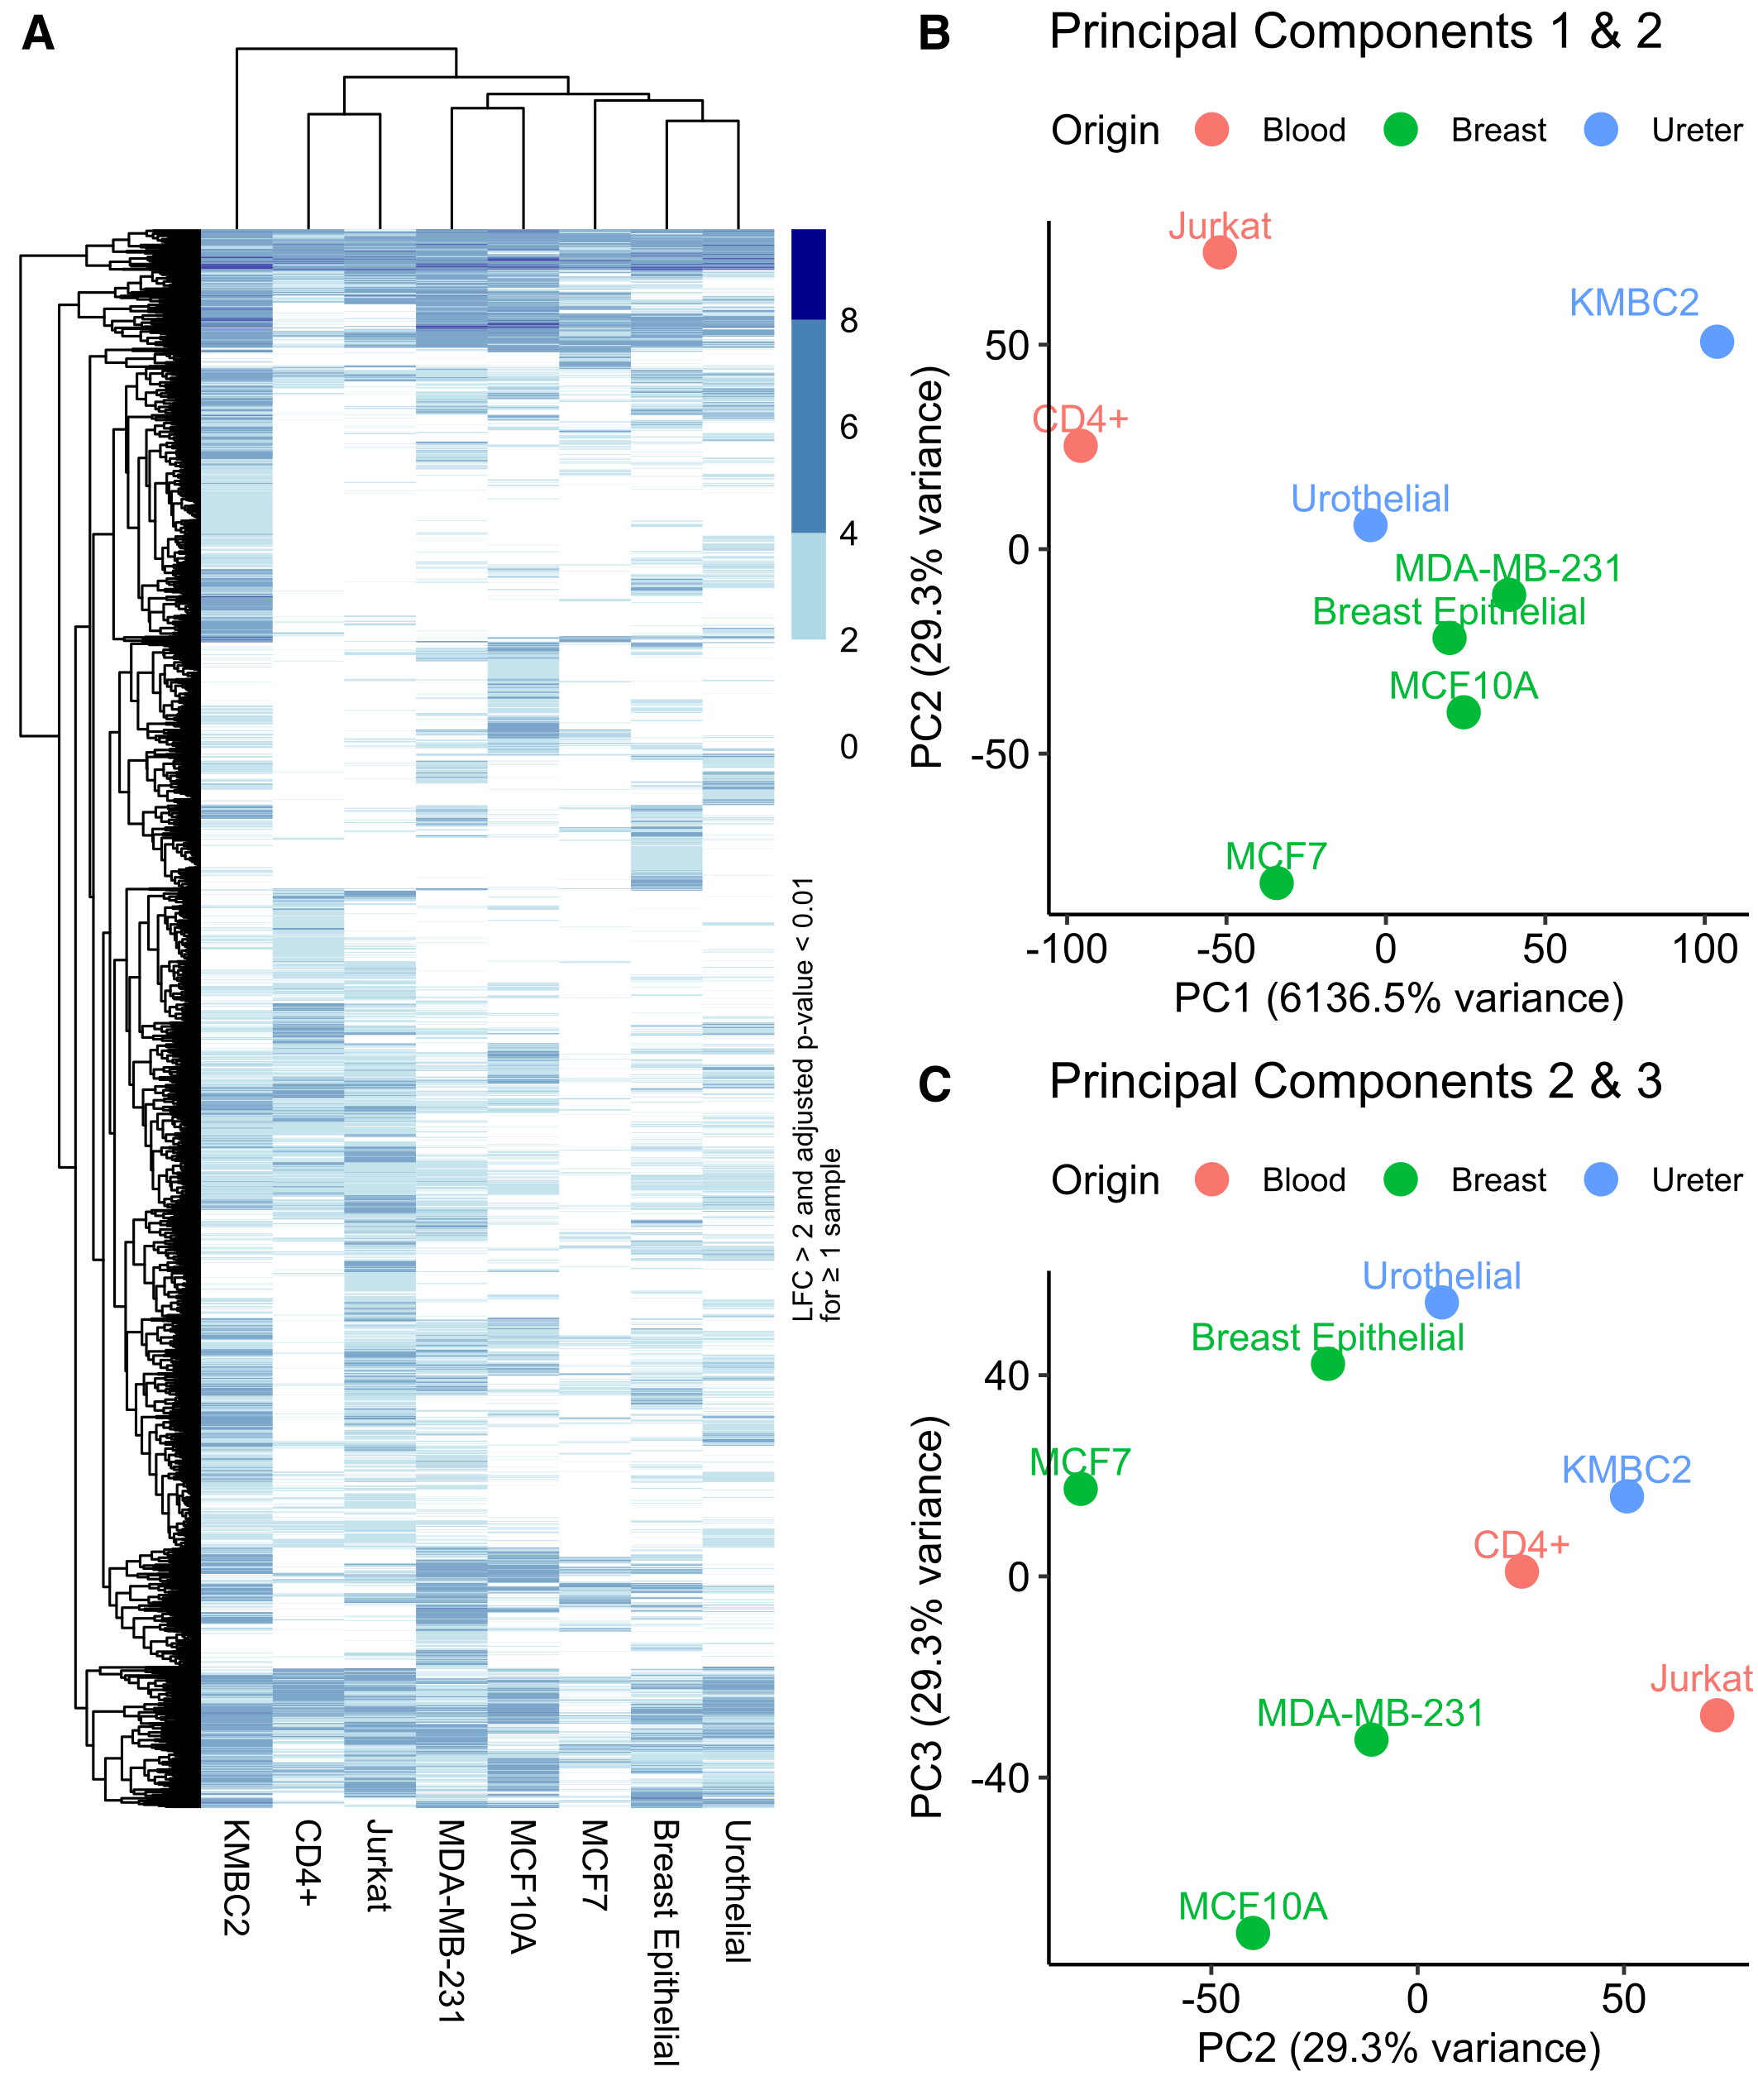 A
8
6
4
2
0
LFC > 2 and adjusted p-value < 0.01
for ≥ 1 sample
KMBC2
CD4+
Jurkat
MDA-MB-231
MCF10A
MCF7
Breast Epithelial
Urothelial
B
Principal Components 1 & 2
Origin Blood Breast Ureter
Jurkat
KMBC2
CD4+
Urothelial
MDA-MB-231
Breast Epithelial
MCF10A
MCF7
50
0
-50
PC2 (29.3% variance)
-100 -50 0 50 100
PC1 (6136.5% variance)
C
Principal Components 2 & 3
Origin Blood Breast Ureter
Urothelial
Breast Epithelial
MCF7
KMBC2
CD4+
Jurkat
MDA-MB-231
MCF10A
40
0
-40
PC3 (29.3% variance)
-50 0 50
PC2 (29.3% variance)